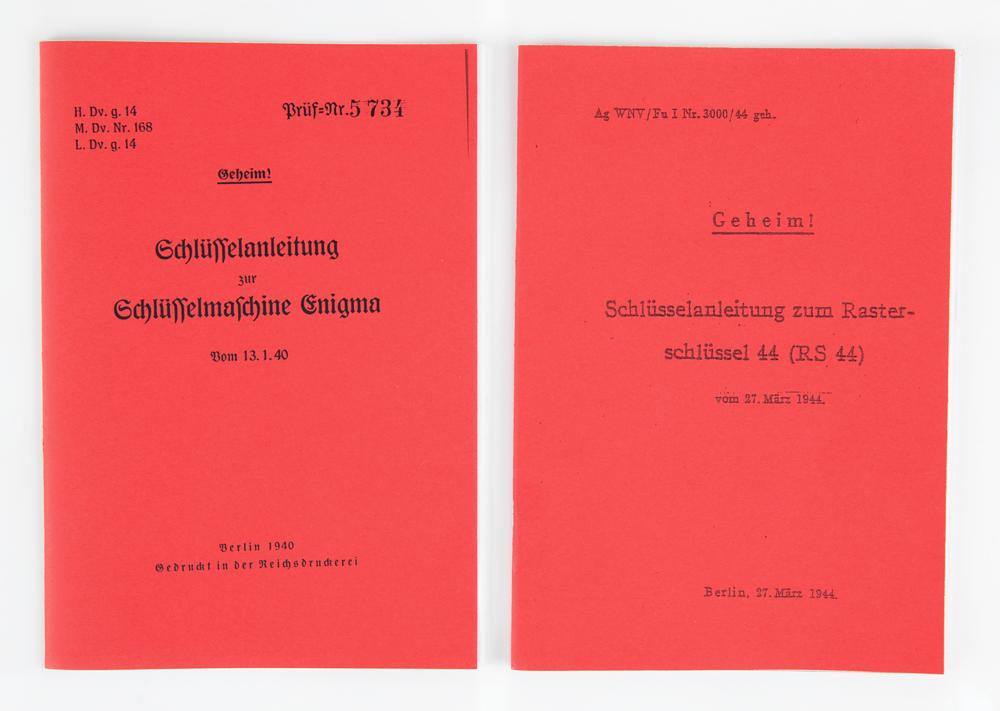 H. Dv. g. 14
M. Dv. Nr. 168
L. Dv. g. 14
Prüf=Nr. 5 734
Geheim!
Schlüsselanleitung
zur
Schlüsselmaschine Enigma
Vom 13.1.40
Berlin 1940
Gedruckt in der Reichsdruckerei
Ag WNV/Fu I Nr. 3000/44 geh.
Geheim!
Schlüsselanleitung zum Raster-
schlüssel 44 (RS 44)
vom 27. März 1944.
Berlin, 27. März 1944.